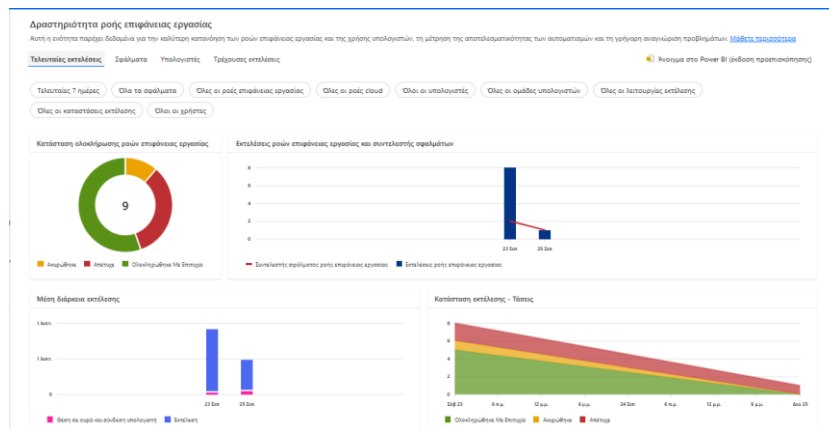 Δραστηριότητα ροής επιφάνειας εργασίας
Αυτή η ενότητα παρέχει δεδομένα για την καλύτερη κατανόηση των ροών επιφάνειας εργασίας και της χρήσης υπολογιστών, τη μέτρηση της αποτελεσματικότητας των αυτοματισμών και τη γρήγορη αναγνώριση προβλημάτων. Μάθετε περισσότερα
Τελευταίες εκτελέσεις Σφάλματα Υπολογιστές Τρέχουσες εκτελέσεις Άνοιγμα στο Power BI (έκδοση προεπισκόπησης)
Τελευταίες 7 ημέρες Όλα τα σφάλματα Όλες οι ροές επιφάνειας εργασίας Όλες οι ροές cloud Όλοι οι υπολογιστές Όλες οι ομάδες υπολογιστών Όλες οι λειτουργίες εκτέλεσης
Όλες οι καταστάσεις εκτέλεσης Όλοι οι χρήστες
Κατάσταση ολοκλήρωσης ροών επιφάνειας εργασίας
9
Ακυρώθηκε Απέτυχε Ολοκληρώθηκε Με Επιτυχία
Εκτελέσεις ροών επιφάνειας εργασίας και συντελεστής σφαλμάτων
8
6
4
2
0
23 Σεπ 25 Σεπ
Συντελεστής σφάλματος ροής επιφάνειας εργασίας Εκτελέσεις ροής επιφάνειας εργασίας
Μέση διάρκεια εκτέλεσης
0
23 Σεπ 25 Σεπ
Θέση σε ουρά και σύνδεση υπολογιστή Εκτέλεση
Κατάσταση εκτέλεσης - Τάσεις
8
6
4
2
0
Σάβ 23 6 π.μ. 12 μ.μ. 6 μ.μ. 24 Σεπ 6 π.μ. 12 μ.μ. 6 μ.μ. Δευ 25
Ολοκληρώθηκε Με Επιτυχία Ακυρώθηκε Απέτυχε